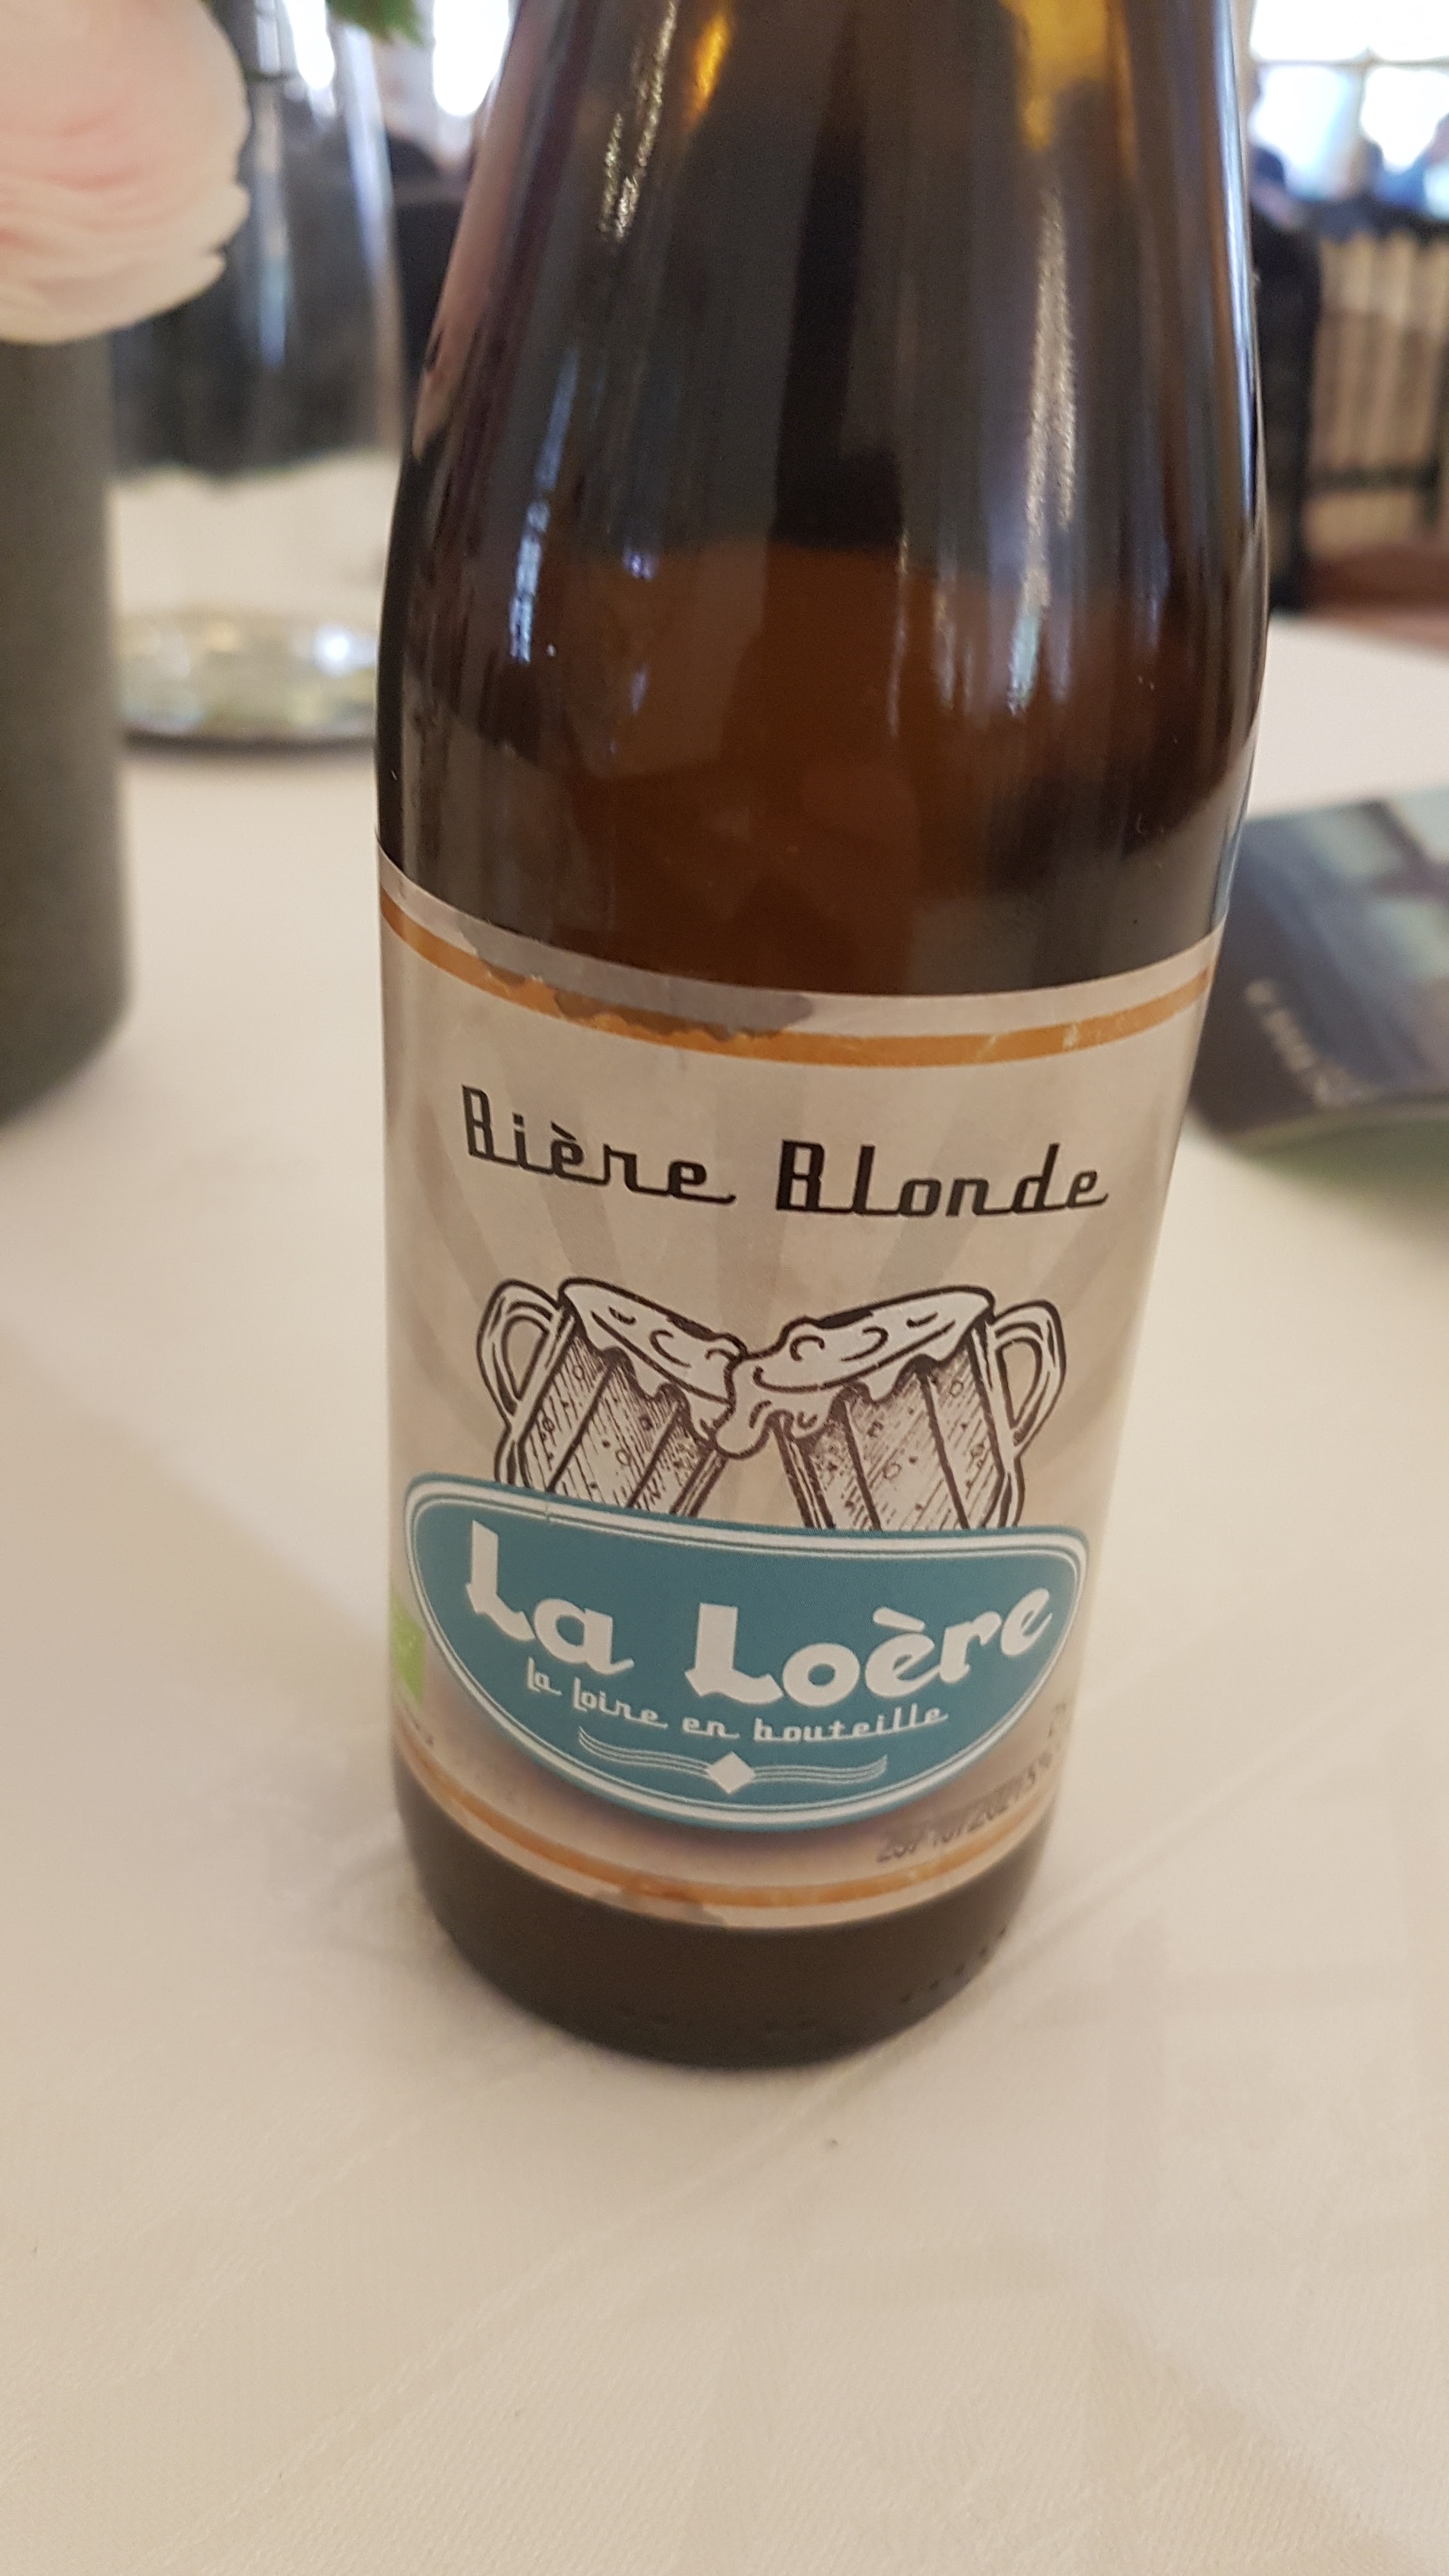 Bière Blonde
La Loère
La Loire en bouteille